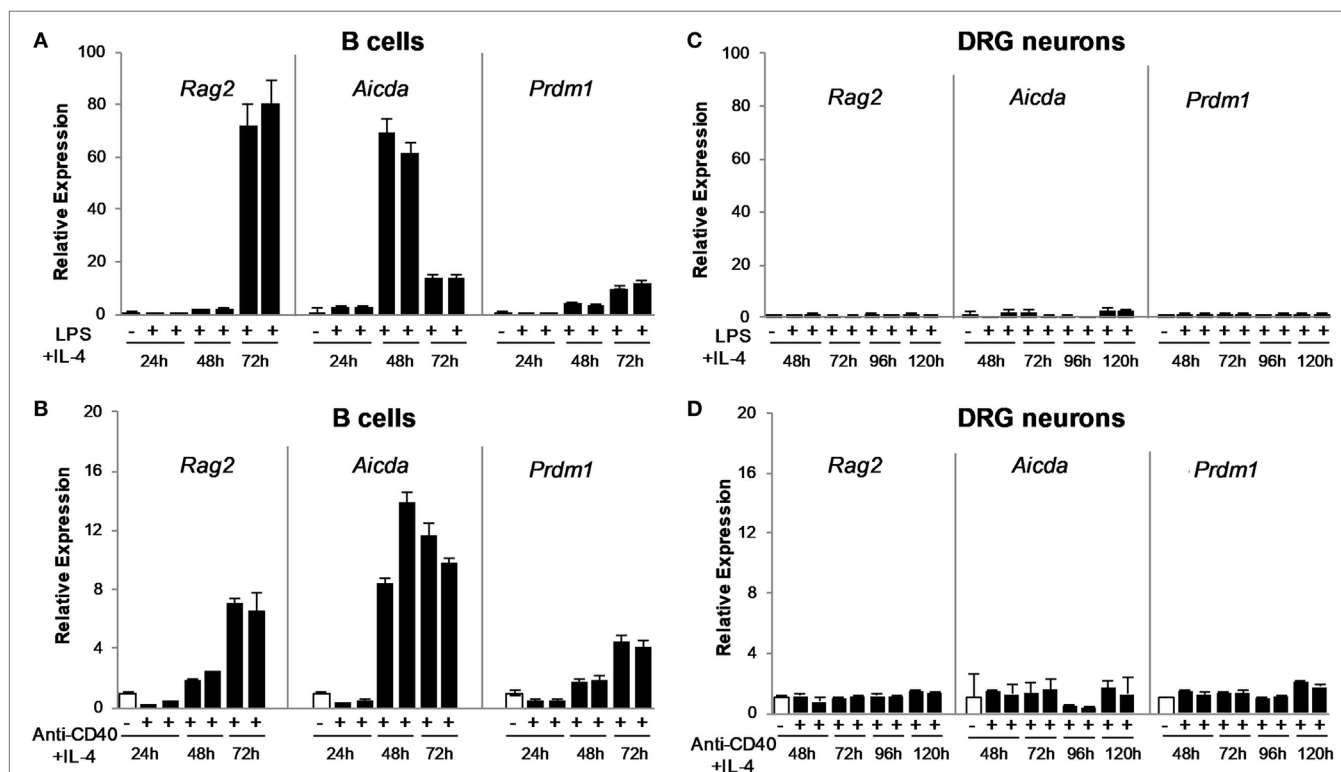 A
B cells
100
80
60
40
20
0
Relative Expression
Rag2
Aicda
Prdm1
LPS +IL-4
- + + + + + + - + + + + + + - + + + + + +
24h 48h 72h 24h 48h 72h 24h 48h 72h
C
DRG neurons
100
80
60
40
20
0
Relative Expression
Rag2
Aicda
Prdm1
LPS +IL-4
- + + + + + + + + - + + + + + + + + - + + + + + + + +
48h 72h 96h 120h 48h 72h 96h 120h 48h 72h 96h 120h
B
B cells
20
16
12
8
4
0
Relative Expression
Rag2
Aicda
Prdm1
Anti-CD40 +IL-4
- + + + + + + - + + + + + + - + + + + + +
24h 48h 72h 24h 48h 72h 24h 48h 72h
D
DRG neurons
20
16
12
8
4
0
Relative Expression
Rag2
Aicda
Prdm1
Anti-CD40 +IL-4
- + + + + + + + + - + + + + + + + + - + + + + + + + +
48h 72h 96h 120h 48h 72h 96h 120h 48h 72h 96h 120h